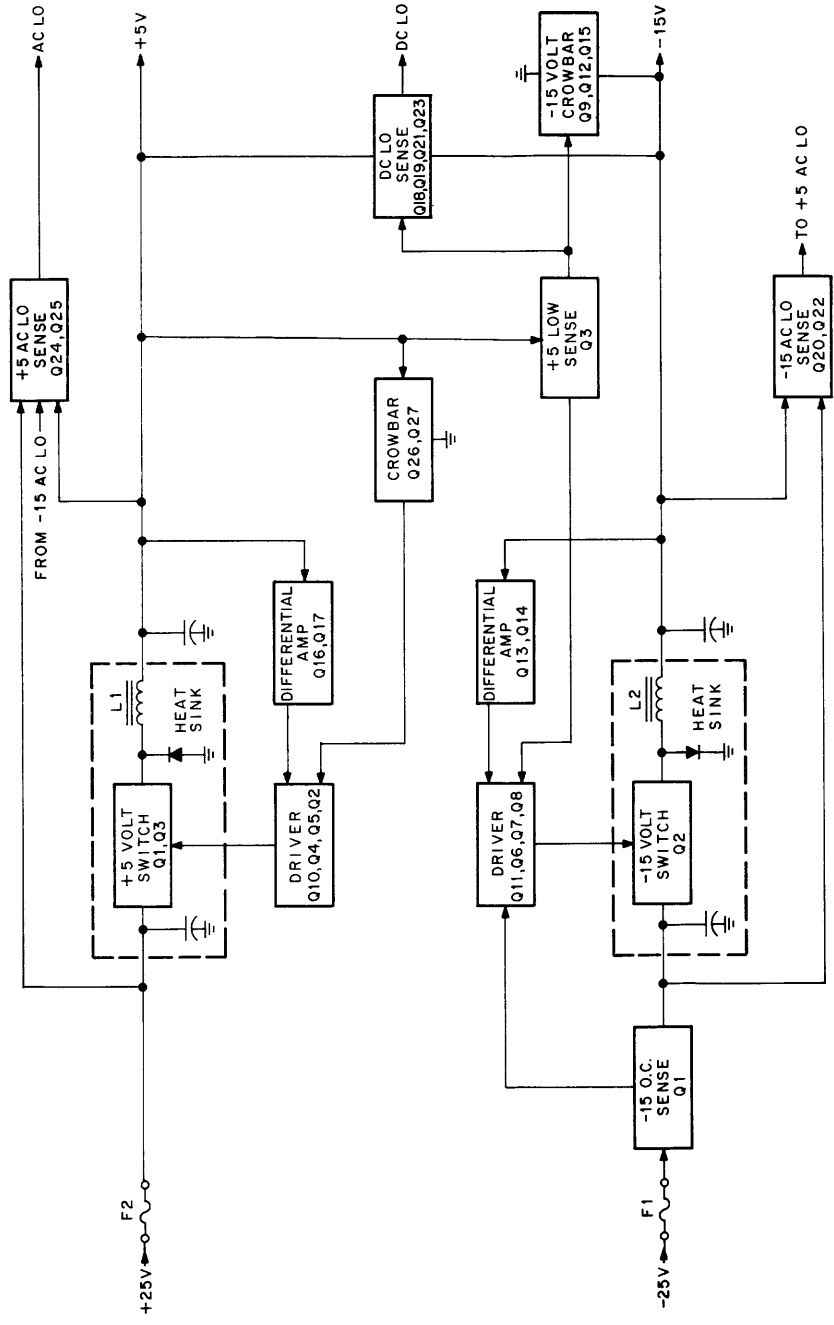 +25V
F2
+5 VOLT
SWITCH
Q1,Q3
L1
HEAT
SINK
FROM -15 AC LO
+5 AC LO
SENSE
Q24,Q25
AC LO
+5V
DRIVER
Q10,Q4,Q5,Q2
DIFFERENTIAL
AMP
Q16,Q17
CROWBAR
Q26,Q27
DC LO
SENSE
Q18,Q19,Q21,Q23
DC LO
DRIVER
Q11,Q6,Q7,Q8
DIFFERENTIAL
AMP
Q13,Q14
+5 LOW
SENSE
Q3
-15 VOLT
CROWBAR
Q9,Q12,Q15
-25V
F1
-15 O.C.
SENSE
Q1
-15 VOLT
SWITCH
Q2
L2
HEAT
SINK
-15V
-15 AC LO
SENSE
Q20,Q22
TO +5 AC LO